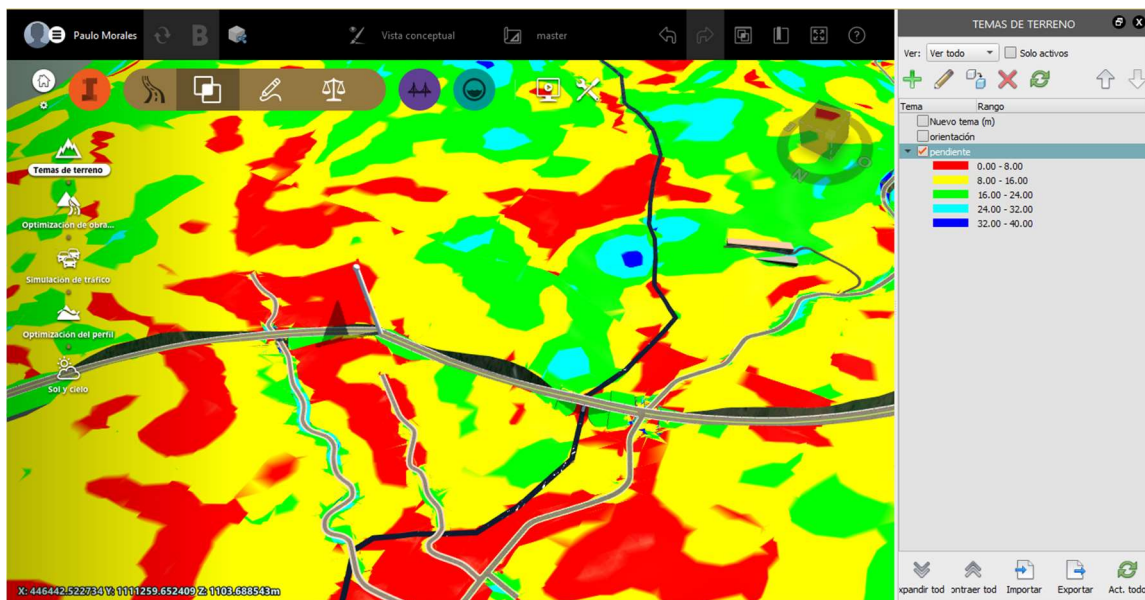 Paulo Morales
B
Vista conceptual
master
Temas de terreno
Optimización de obra...
Simulación de tráfico
Optimización del perfil
Sol y cielo
X: 446442.522734 Y: 1111259.652409 Z: 1103.688543m
TEMAS DE TERRENO
Ver: Ver todo Solo activos
Tema Rango
Nuevo tema (m)
orientación
pendiente
0.00 - 8.00
8.00 - 16.00
16.00 - 24.00
24.00 - 32.00
32.00 - 40.00
xpandir tod ontraer tod Importar Exportar Act. todo